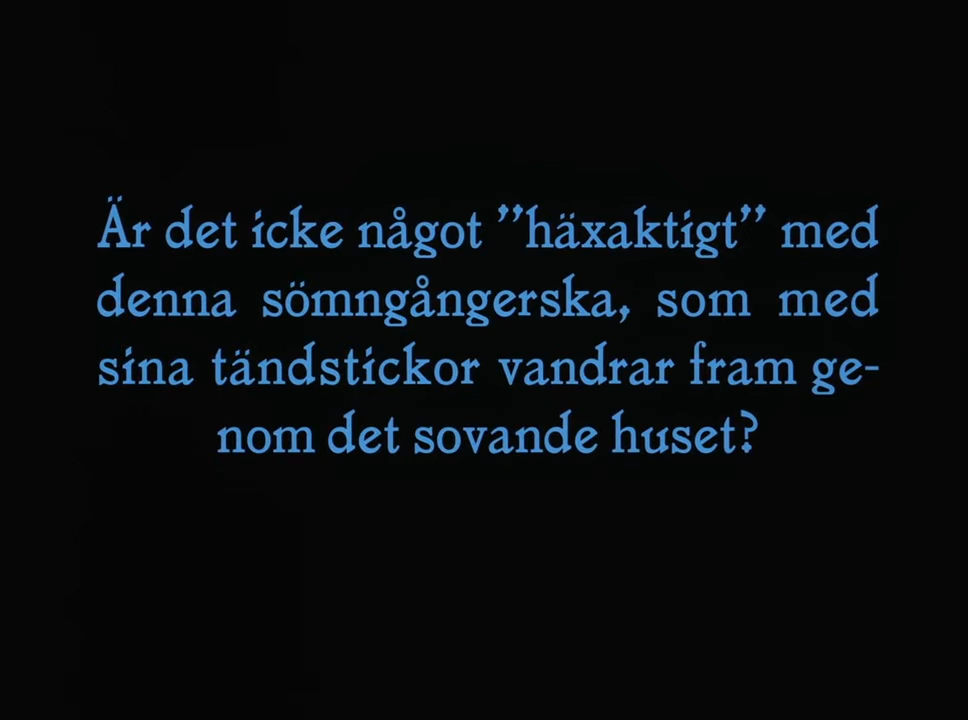 Är det icke något ”häxaktigt” med
denna sömngångerska, som med
sina tändstickor vandrar fram ge-
nom det sovande huset?